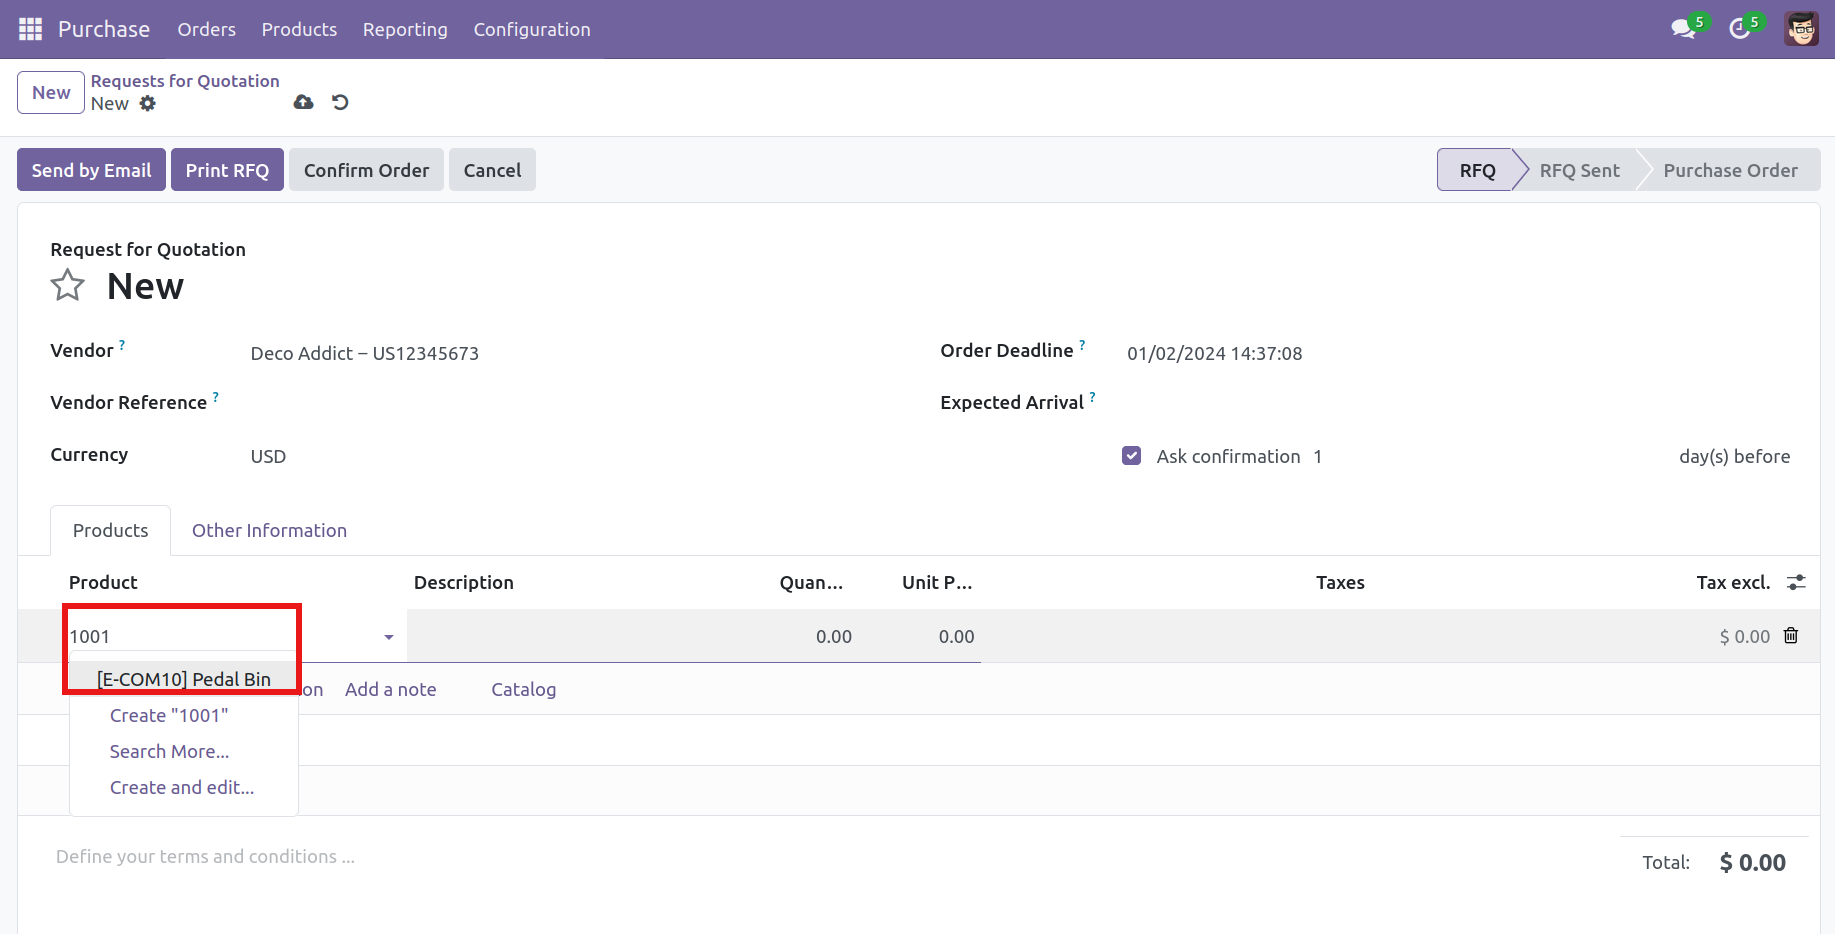 Purchase Orders Products Reporting Configuration 5 5
New Requests for Quotation
New
Send by Email Print RFQ Confirm Order Cancel RFQ RFQ Sent Purchase Order
Request for Quotation
New
Vendor ? Deco Addict – US12345673 Order Deadline ? 01/02/2024 14:37:08
Vendor Reference ? Expected Arrival ?
Currency USD Ask confirmation 1 day(s) before
Products Other Information
Product Description Quan... Unit P... Taxes Tax excl.
1001 0.00 0.00 $ 0.00
[E-COM10] Pedal Bin
on Add a note Catalog
Create "1001"
Search More...
Create and edit...
Define your terms and conditions ...
Total: $ 0.00